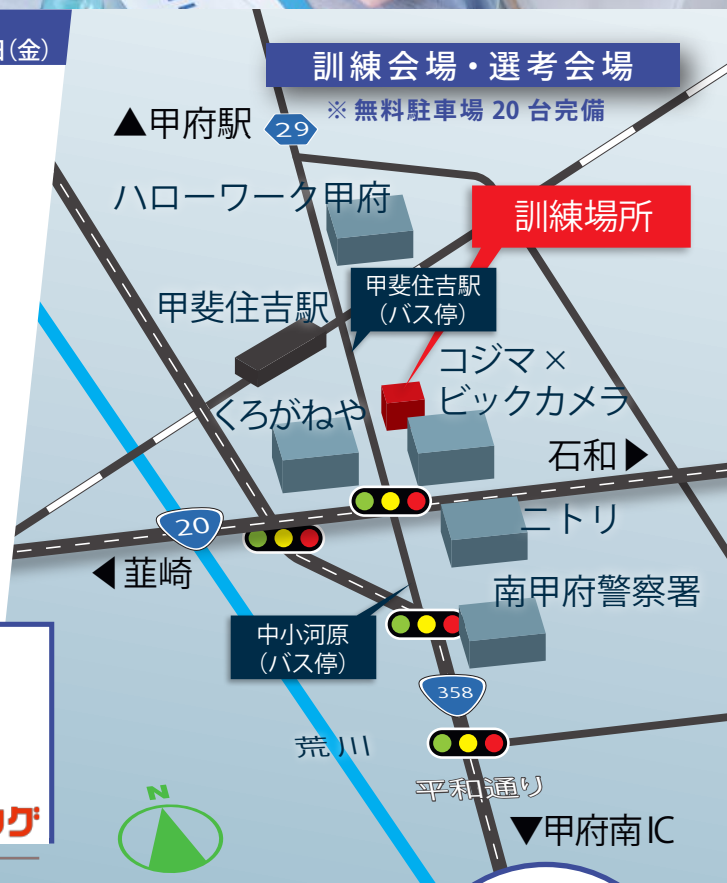 日(金)
訓練会場・選考会場
※無料駐車場 20 台完備
▲甲府駅
29
ハローワーク甲府
訓練場所
甲斐住吉駅
(バス停)
甲斐住吉駅
コジマ×
ビックカメラ
くろがねや
石和▶
20
ニトリ
◀韮崎
南甲府警察署
中小河原
(バス停)
358
荒川
平和通り
N
グ
▼甲府南IC